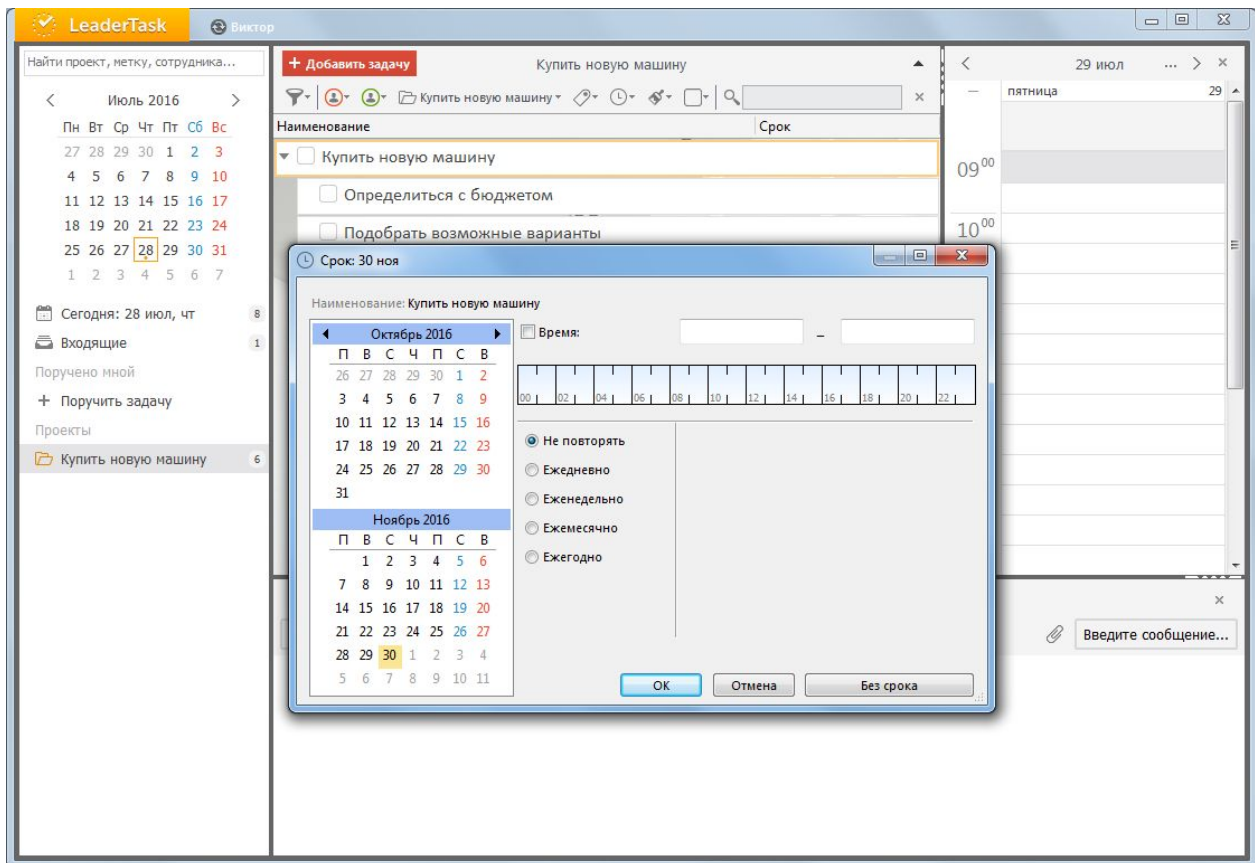 LeaderTask
Виктор
Найти проект, метку, сотрудника...
Июль 2016
Пн Вт Ср Чт Пт Сб Вс
27 28 29 30 1 2 3
4 5 6 7 8 9 10
11 12 13 14 15 16 17
18 19 20 21 22 23 24
25 26 27 28 29 30 31
1 2 3 4 5 6 7
Сегодня: 28 июл, чт 8
Входящие 1
Поручено мной
+ Поручить задачу
Проекты
Купить новую машину 6
+ Добавить задачу
Купить новую машину
Купить новую машину
Наименование Срок
Купить новую машину
Определиться с бюджетом
Подобрать возможные варианты
29 июл ...
пятница 29
09 00
10 00
Срок: 30 ноя
Наименование: Купить новую машину
Октябрь 2016
П В С Ч П С В
26 27 28 29 30 1 2
3 4 5 6 7 8 9
10 11 12 13 14 15 16
17 18 19 20 21 22 23
24 25 26 27 28 29 30
31
Ноябрь 2016
П В С Ч П С В
1 2 3 4 5 6
7 8 9 10 11 12 13
14 15 16 17 18 19 20
21 22 23 24 25 26 27
28 29 30 1 2 3 4
5 6 7 8 9 10 11
Время: –
00 02 04 06 08 10 12 14 16 18 20 22
Не повторять
Ежедневно
Еженедельно
Ежемесячно
Ежегодно
OK Отмена Без срока
Введите сообщение...